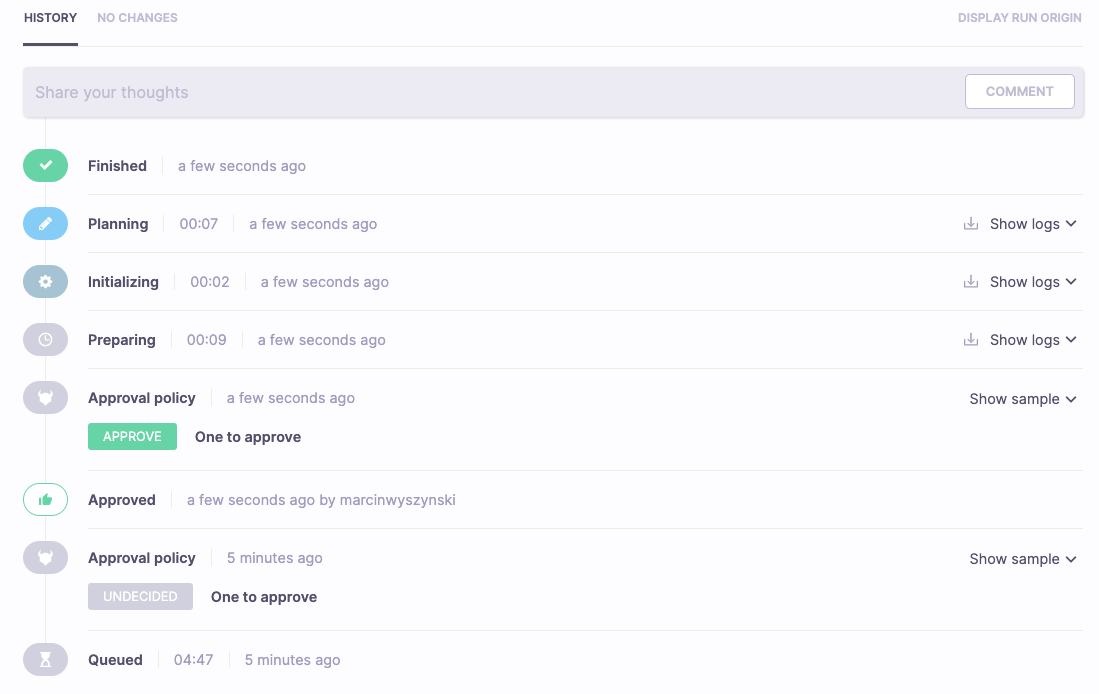 HISTORY NO CHANGES DISPLAY RUN ORIGIN
Share your thoughts COMMENT
Finished a few seconds ago
Planning 00:07 a few seconds ago Show logs
Initializing 00:02 a few seconds ago Show logs
Preparing 00:09 a few seconds ago Show logs
Approval policy a few seconds ago Show sample
APPROVE One to approve
Approved a few seconds ago by marcinwyszynski
Approval policy 5 minutes ago Show sample
UNDECIDED One to approve
Queued 04:47 5 minutes ago